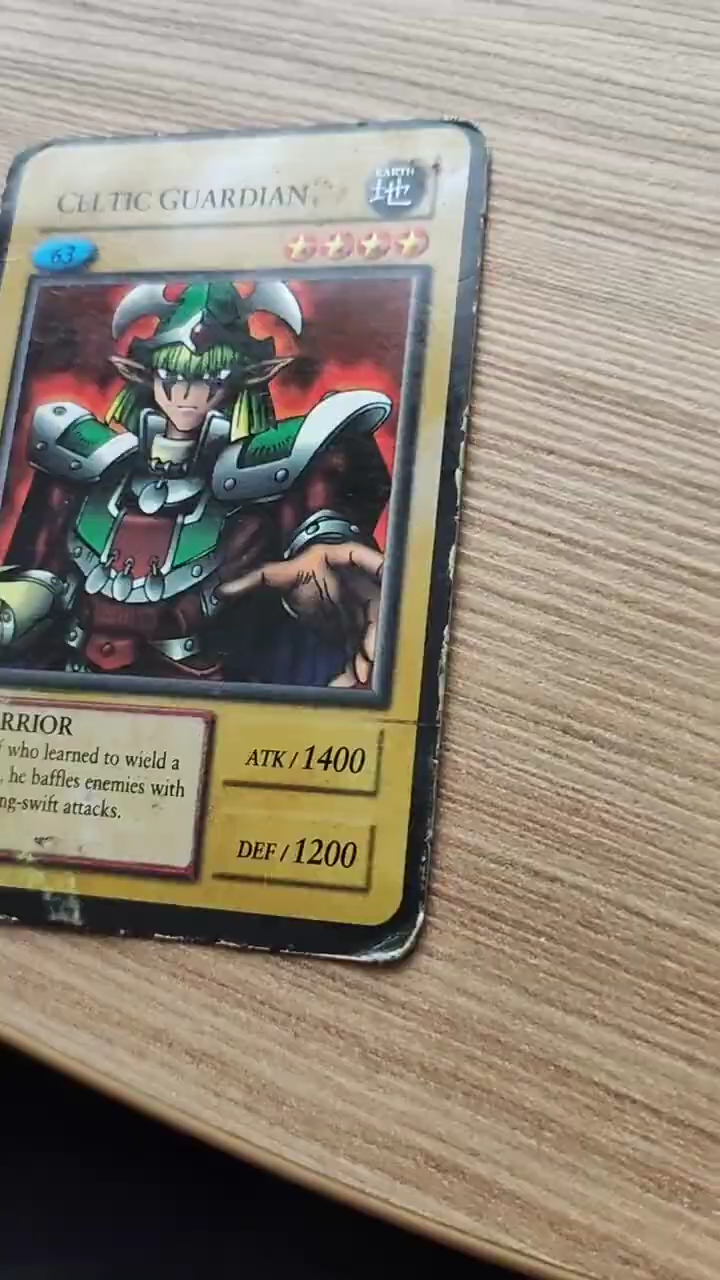 CELTIC GUARDIAN
EARTH
地
63
RRIOR
who learned to wield a
, he baffles enemies with
ng-swift attacks.
ATK / 1400
DEF / 1200